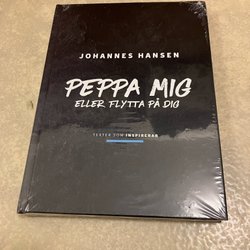 JOHANNES HANSEN
PEPPA MIG
ELLER FLYTTA PÅ DIG
TEXTER SOM INSPIRERAR